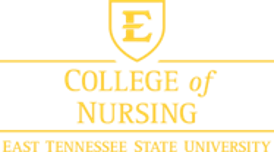 E
COLLEGE of
NURSING
EAST TENNESSEE STATE UNIVERSITY